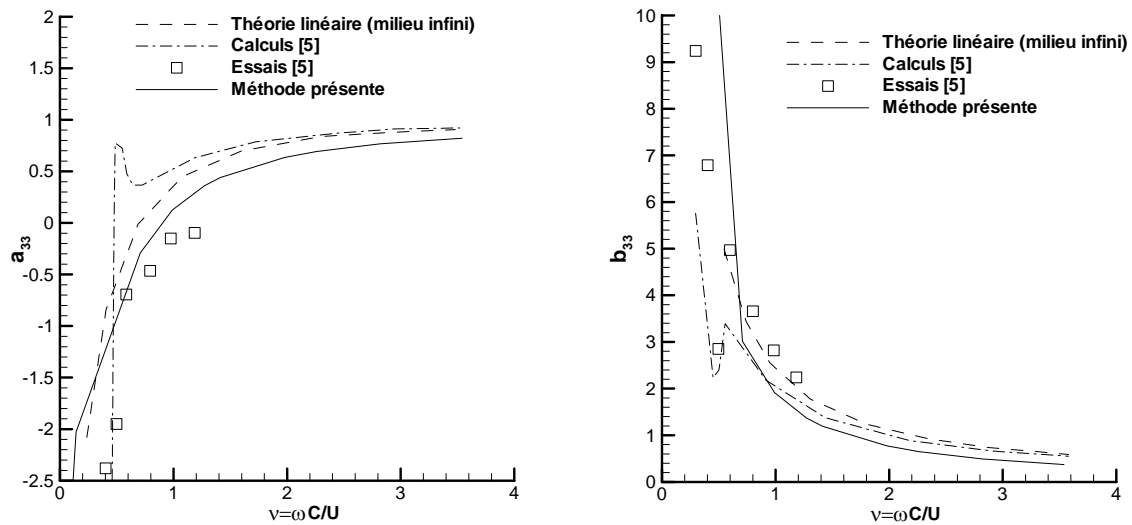 2
1.5
1
0.5
0
-0.5
-1
-1.5
-2
-2.5
a33
0
1
2
3
4
ν=ωC/U
Théorie linéaire (milieu infini)
Calculs [5]
Essais [5]
Méthode présente
10
9
8
7
6
5
4
3
2
1
0
b33
0
1
2
3
4
ν=ωC/U
Théorie linéaire (milieu infini)
Calculs [5]
Essais [5]
Méthode présente